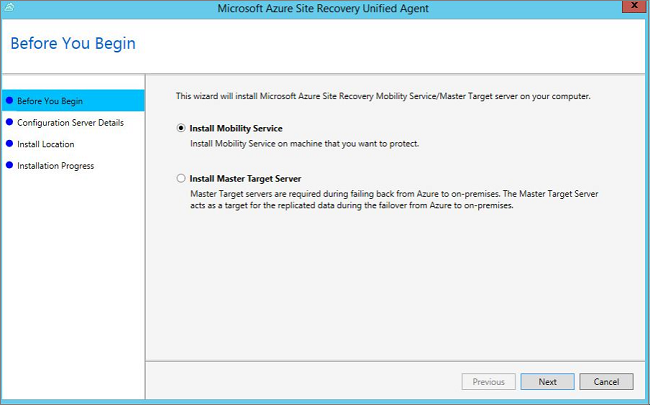 Microsoft Azure Site Recovery Unified Agent
x
Before You Begin
Before You Begin
Configuration Server Details
Install Location
Installation Progress
This wizard will install Microsoft Azure Site Recovery Mobility Service/Master Target server on your computer.
Install Mobility Service
Install Mobility Service on machine that you want to protect.
Install Master Target Server
Master Target servers are required during failing back from Azure to on-premises. The Master Target Server
acts as a target for the replicated data during the failover from Azure to on-premises.
Previous
Next
Cancel